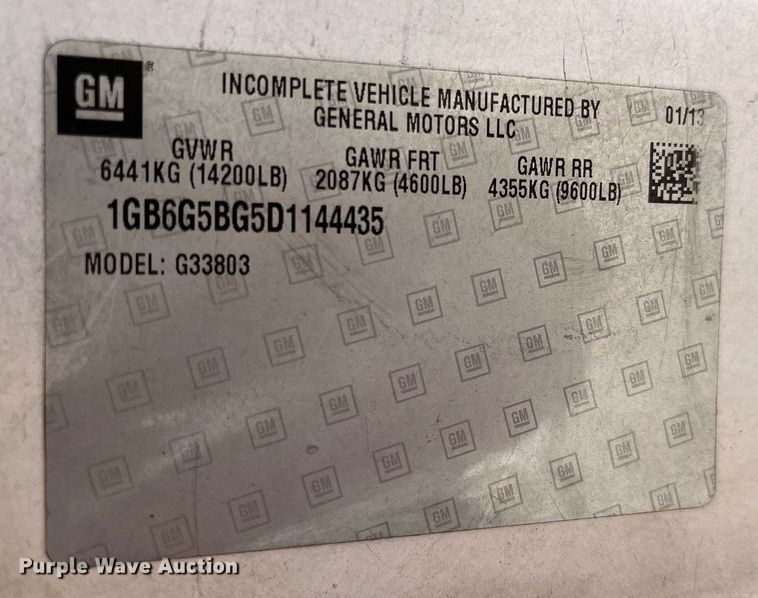 GM
INCOMPLETE VEHICLE MANUFACTURED BY
GENERAL MOTORS LLC
01/13
GVWR
6441KG (14200LB)
GAWR FRT
2087KG (4600LB)
GAWR RR
4355KG (9600LB)
1GB6G5BG5D1144435
MODEL: G33803
Purple Wave Auction